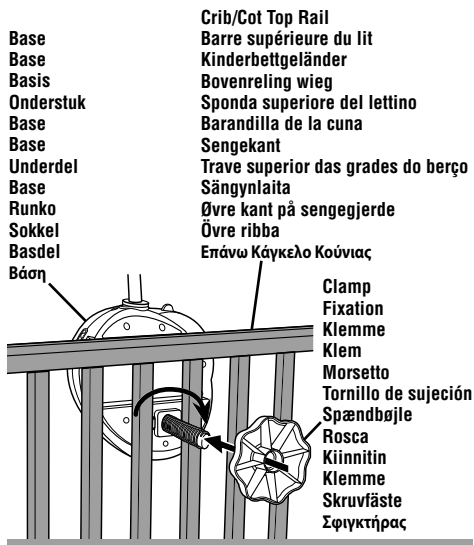 Base
Base
Basis
Onderstuk
Base
Base
Underdel
Base
Runko
Sokkel
Basdel
Βάση
Crib/Cot Top Rail
Barre supérieure du lit
Kinderbettgeländer
Bovenreling wieg
Sponda superiore del lettino
Barandilla de la cuna
Sengekant
Trave superior das grades do berço
Sängynlaita
Øvre kant på sengegjerde
Övre ribba
Επάνω Κάγκελο Κούνιας
Clamp
Fixation
Klemme
Klem
Morsetto
Tornillo de sujeción
Spændbøjle
Rosca
Kiinnitin
Klemme
Skruvfäste
Σφιγκτήρας